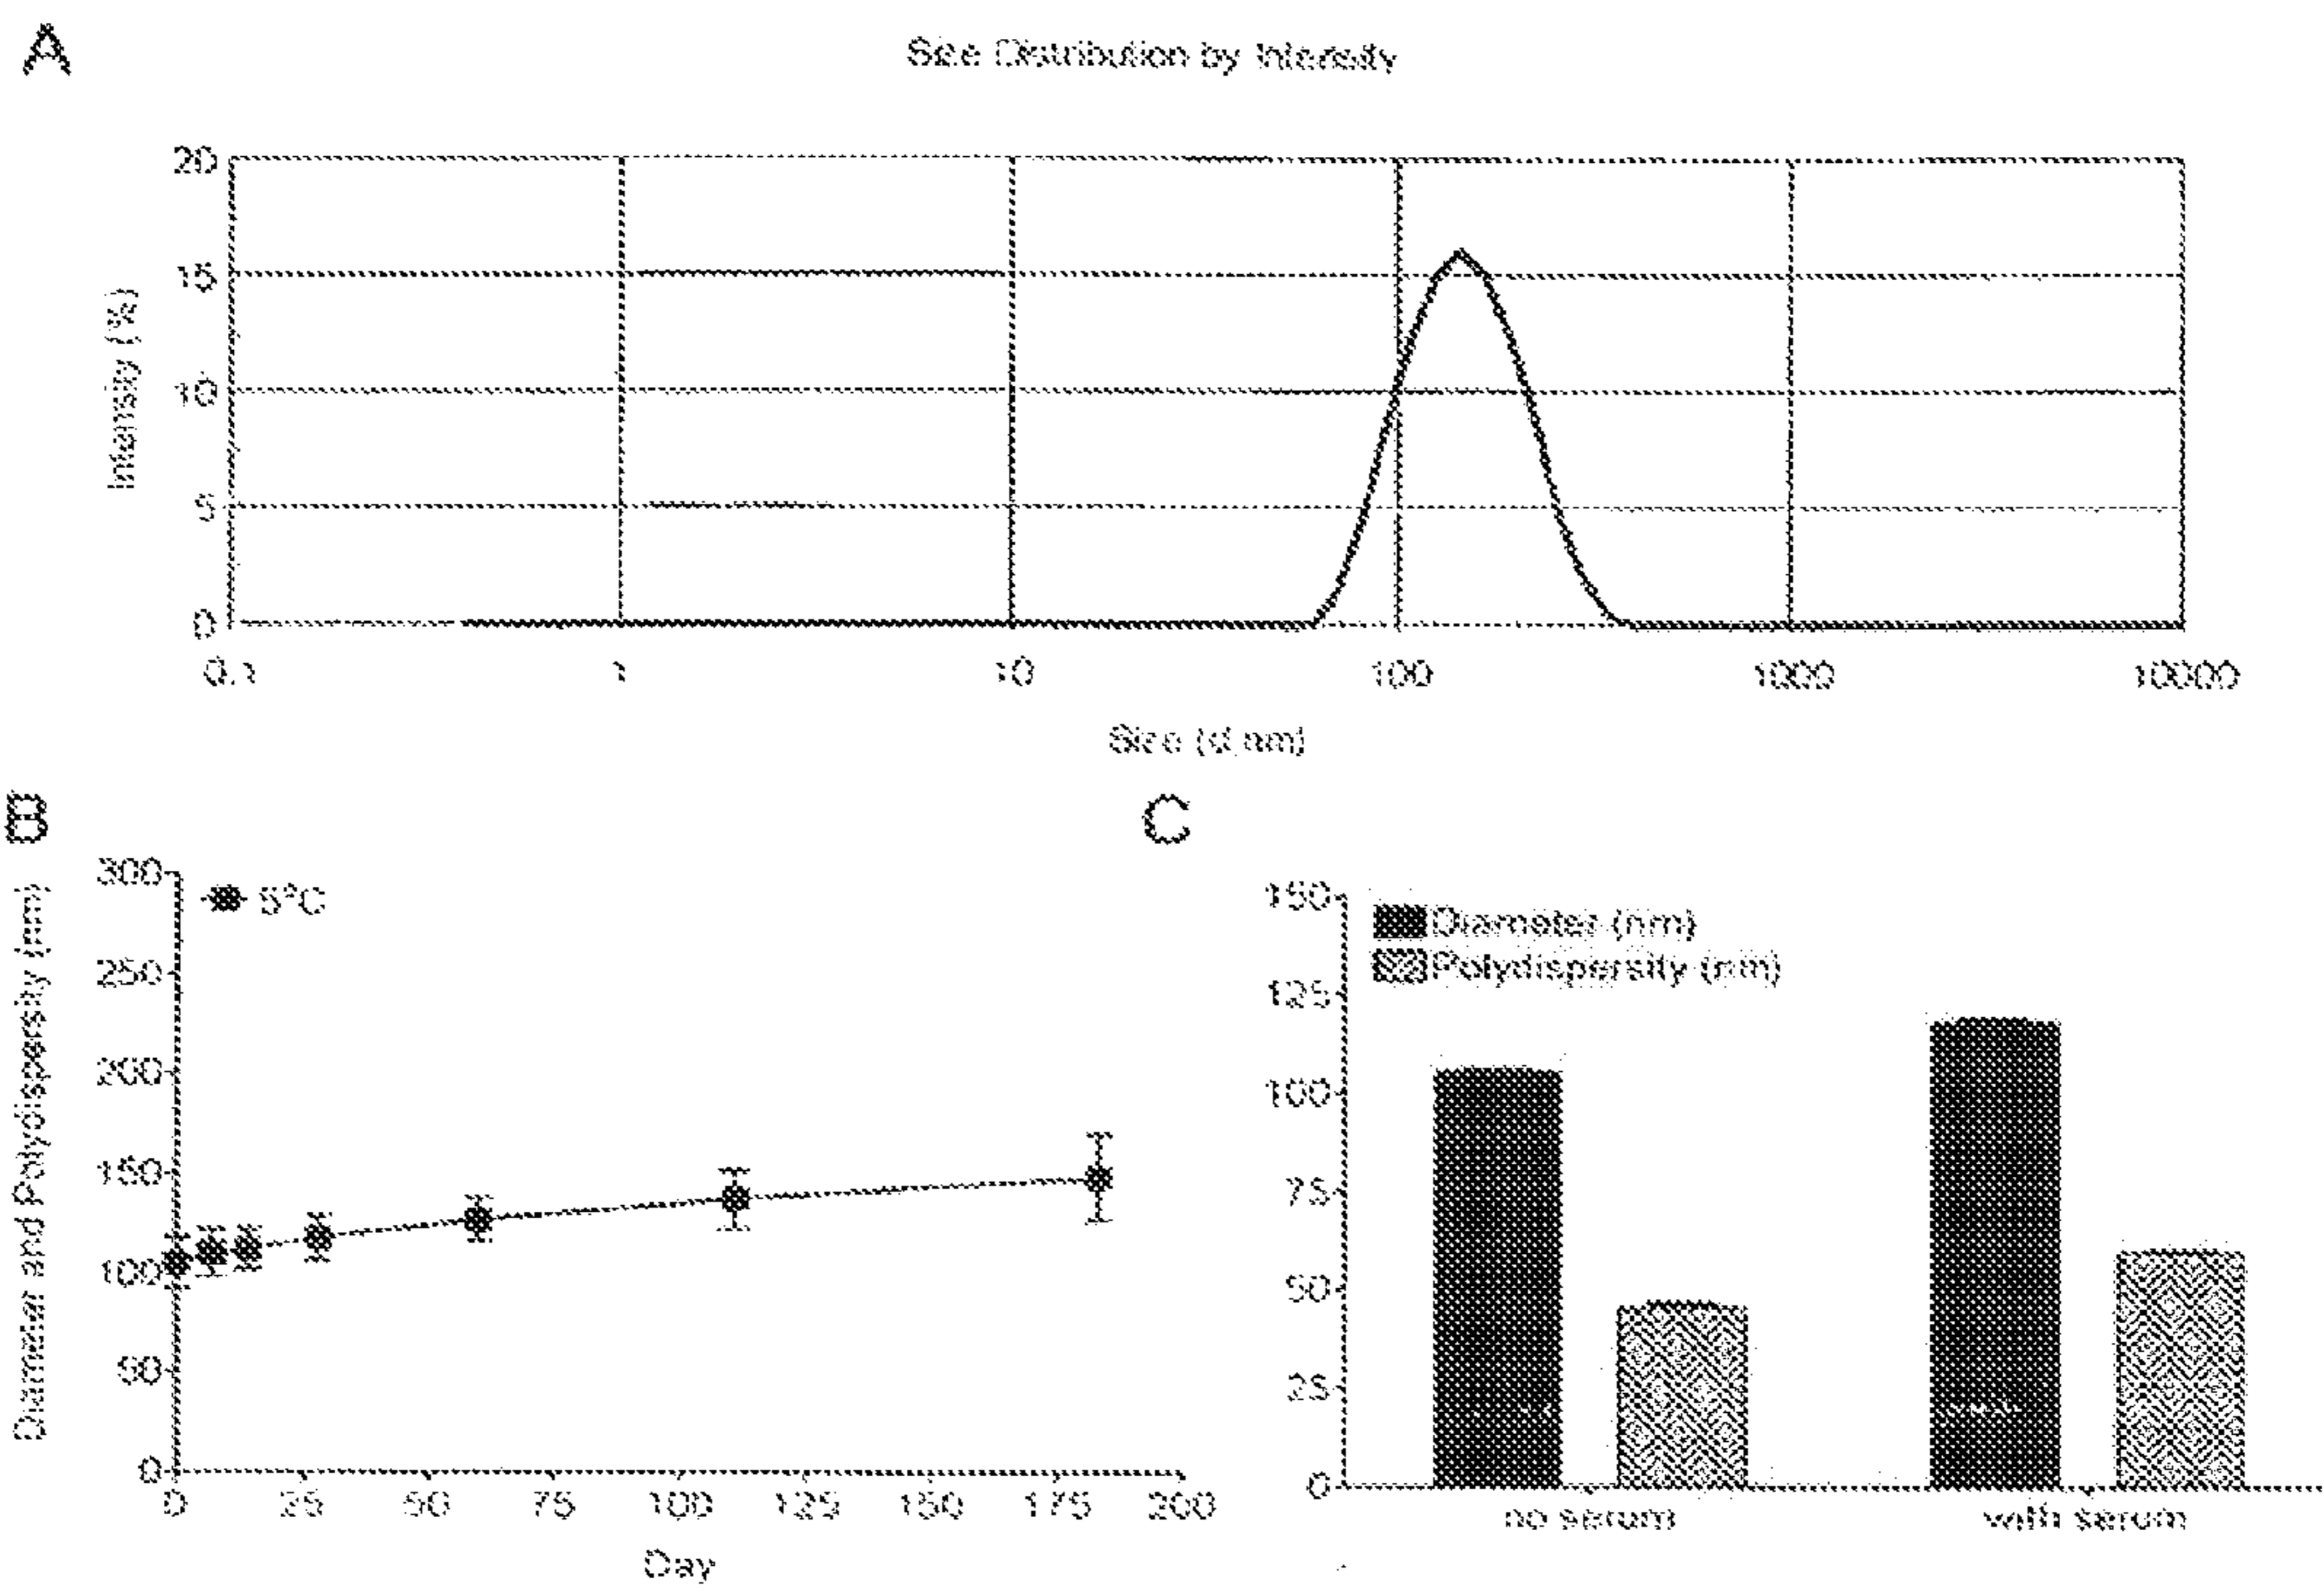 A
Size Distribution by Intensity
20
15
10
5
0
Intensity (%)
0.1 1 10 100 1000 10000
Size (d.nm)
B
Diameter and Polydispersity (nm)
300
250
200
150
100
50
0
5°C
0 25 50 75 100 125 150 175 200
Day
C
150
125
100
75
50
25
0
Diameter (nm)
Polydispersity (nm)
no serum with serum